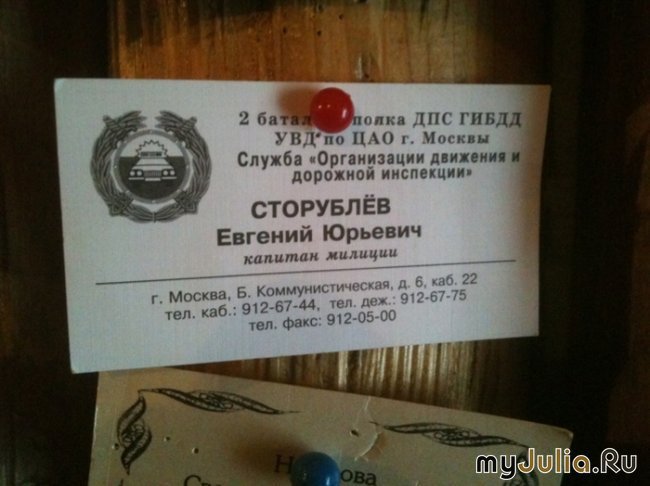 2 полка ДПС ГИБДД
УВД по ЦАО г. Москвы
Служба «Организации движения и
дорожной инспекции»
СТОРУБЛЁВ
Евгений Юрьевич
капитан милиции
г. Москва, Б. Коммунистическая, д. 6, каб. 22
тел. каб.: 912-67-44, тел. деж.: 912-67-75
тел. факс: 912-05-00
myJulia.Ru